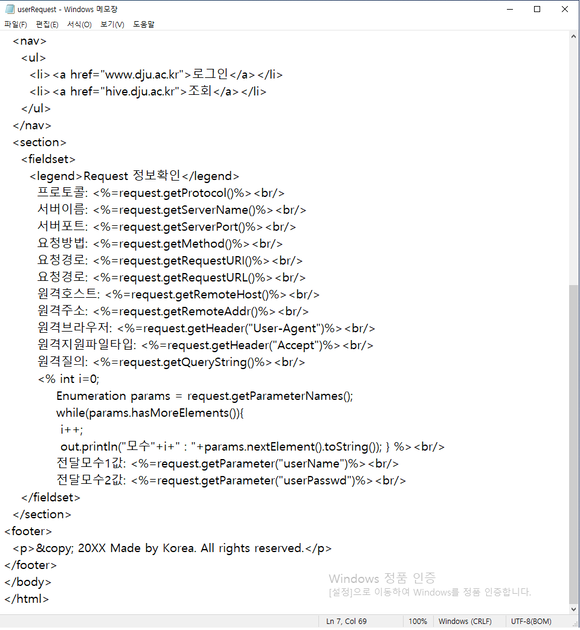 userRequest - Windows 메모장
파일(F) 편집(E) 서식(O) 보기(V) 도움말
<nav>
<ul>
<li><a href="www.dju.ac.kr">로그인</a></li>
<li><a href="hive.dju.ac.kr">조회</a></li>
</ul>
</nav>
<section>
<fieldset>
<legend>Request 정보확인</legend>
프로토콜: <%=request.getProtocol()%><br/>
서버이름: <%=request.getServerName()%><br/>
서버포트: <%=request.getServerPort()%><br/>
요청방법: <%=request.getMethod()%><br/>
요청경로: <%=request.getRequestURI()%><br/>
요청경로: <%=request.getRequestURL()%><br/>
원격호스트: <%=request.getRemoteHost()%><br/>
원격주소: <%=request.getRemoteAddr()%><br/>
원격브라우저: <%=request.getHeader("User-Agent")%><br/>
원격지원파일타입: <%=request.getHeader("Accept")%><br/>
원격질의: <%=request.getQueryString()%><br/>
<% int i=0;
Enumeration params = request.getParameterNames();
while(params.hasMoreElements()){
i++;
out.println("모수"+i+" : "+params.nextElement().toString()); } %><br/>
전달모수1값: <%=request.getParameter("userName")%><br/>
전달모수2값: <%=request.getParameter("userPasswd")%><br/>
</fieldset>
</section>
<footer>
<p>&copy; 20XX Made by Korea. All rights reserved.</p>
</footer>
</body>
</html>
Windows 정품 인증
[설정]으로 이동하여 Windows를 정품 인증합니다.
Ln 7, Col 69 100% Windows (CRLF) UTF-8(BOM)